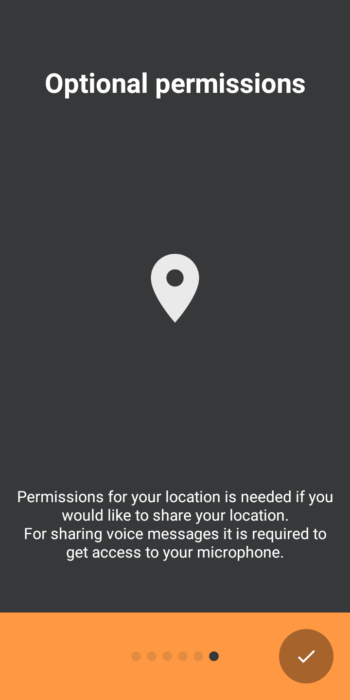 Optional permissions
Permissions for your location is needed if you
would like to share your location.
For sharing voice messages it is required to
get access to your microphone.